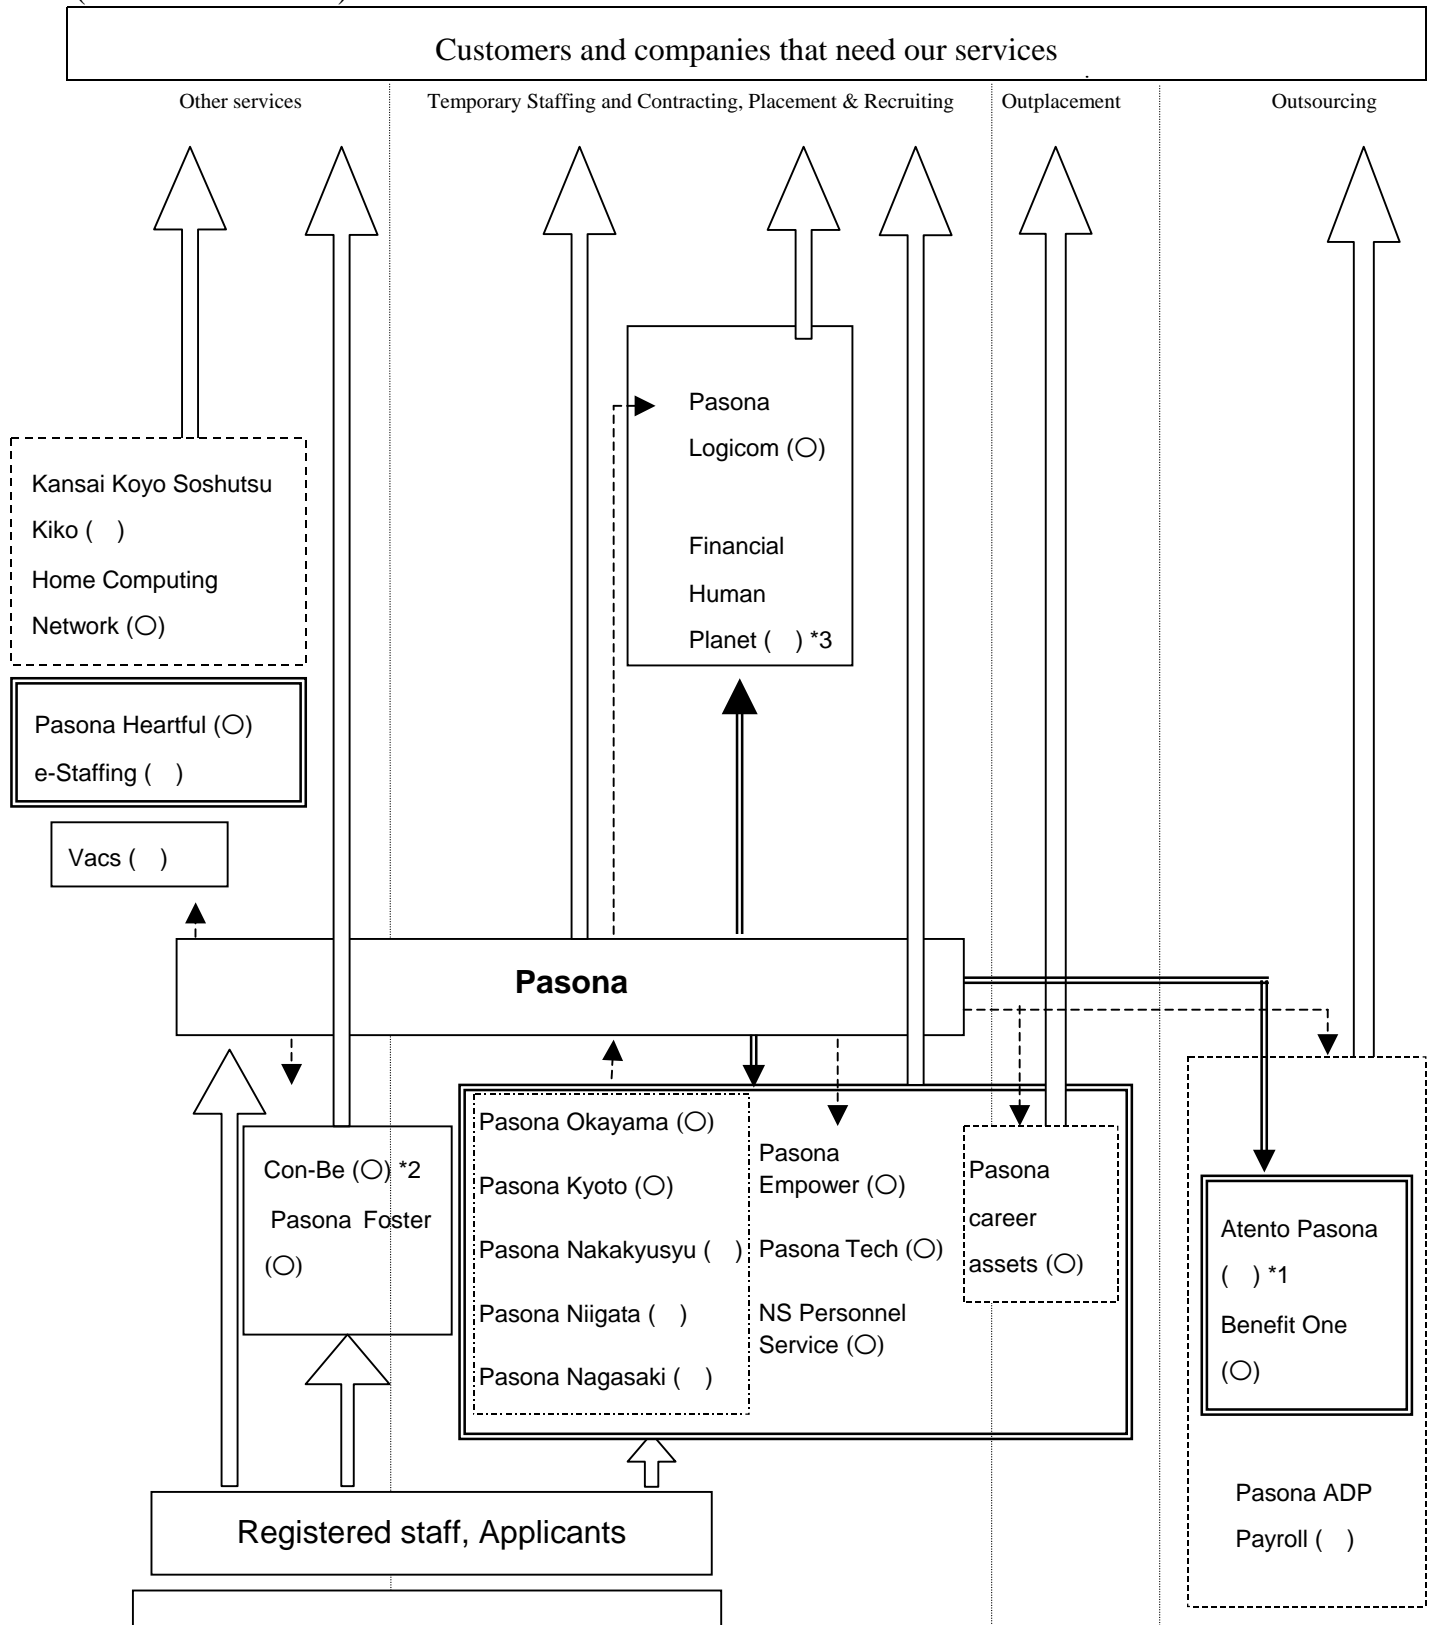 Customers and companies that need our services
Other services
Temporary Staffing and Contracting, Placement & Recruiting
Outplacement
Outsourcing
Pasona
Logicom (○)
Financial
Human
Planet (   ) *3
Kansai Koyo Soshutsu
Kiko (   )
Home Computing
Network (○)
Pasona Heartful (○)
e-Staffing (   )
Vacs (   )
Pasona
Con-Be (○) *2
Pasona Foster
(○)
Pasona Okayama (○)
Pasona Kyoto (○)
Pasona Nakakyusyu (   )
Pasona Niigata (   )
Pasona Nagasaki (   )
Pasona
Empower (○)
Pasona Tech (○)
NS Personnel
Service (○)
Pasona
career
assets (○)
Atento Pasona
(   ) *1
Benefit One
(○)
Pasona ADP
Payroll (   )
Registered staff, Applicants